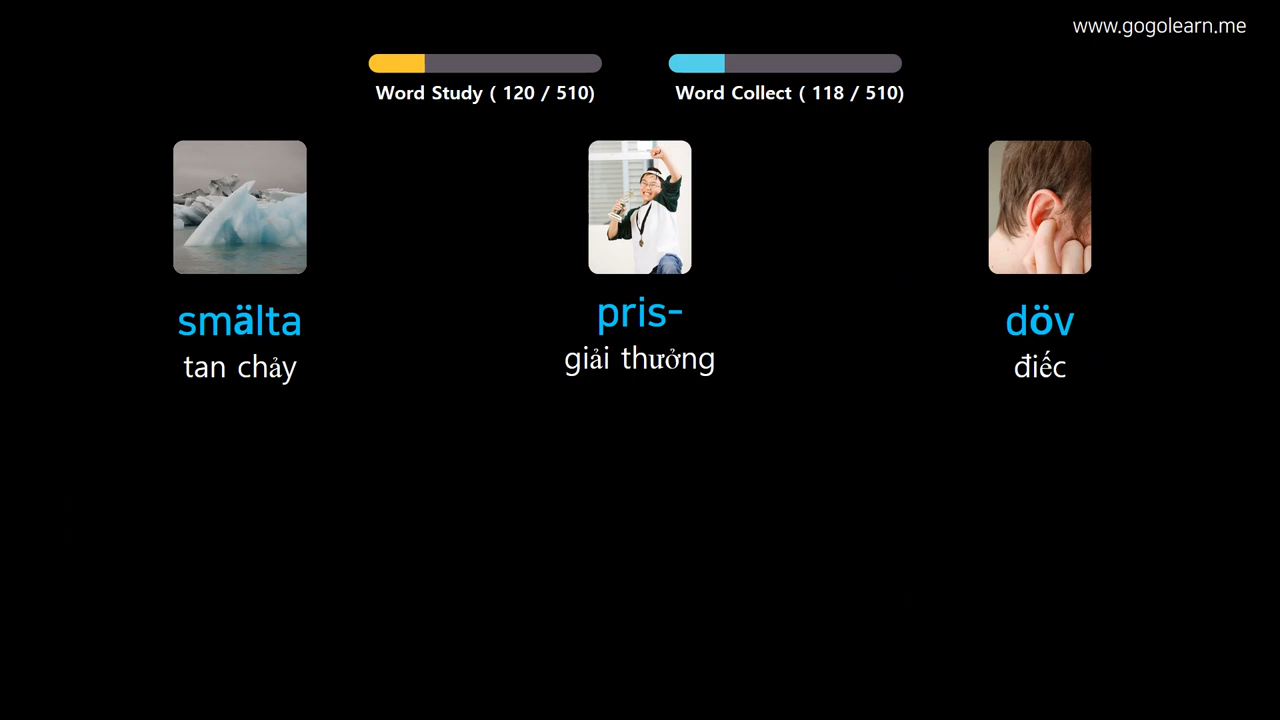 www.gogolearn.me
Word Study ( 120 / 510)
Word Collect ( 118 / 510)
smälta
tan chảy
pris-
giải thưởng
döv
điếc